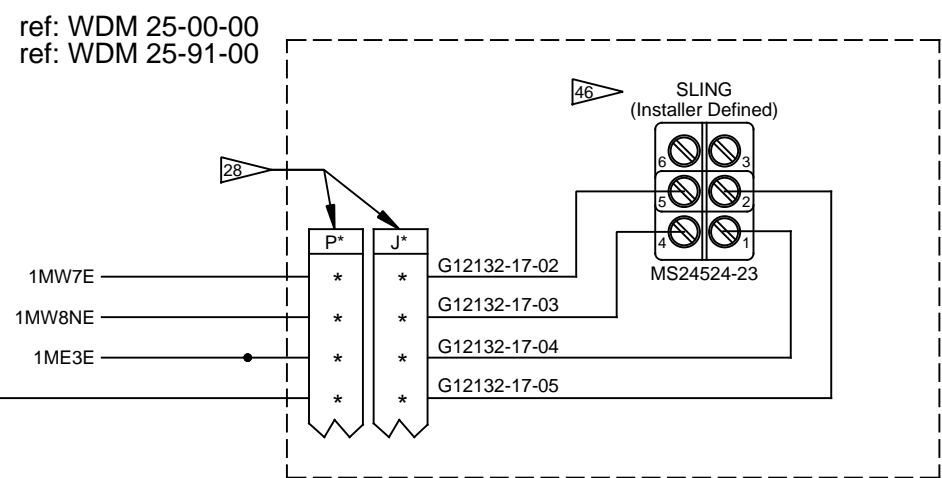 ref: WDM 25-00-00
ref: WDM 25-91-00
46
SLING
(Installer Defined)
6 3
5 2
4 1
MS24524-23
28
P* J*
1MW7E * * G12132-17-02
1MW8NE * * G12132-17-03
1ME3E * * G12132-17-04
* * G12132-17-05